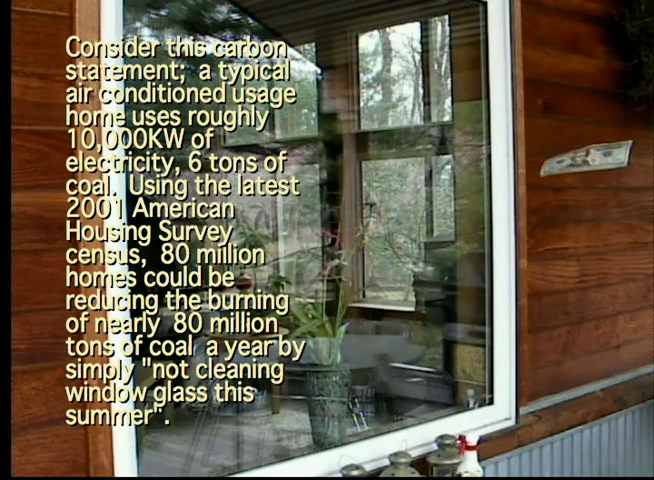 Consider this carbon
statement;  a typical
air conditioned usage
home uses roughly
10,000KW of
electricity, 6 tons of
coal.  Using the latest
2001 American
Housing Survey
census,  80 million
homes could be
reducing the burning
of nearly  80 million
tons of coal  a year by
simply "not cleaning
window glass this
summer".